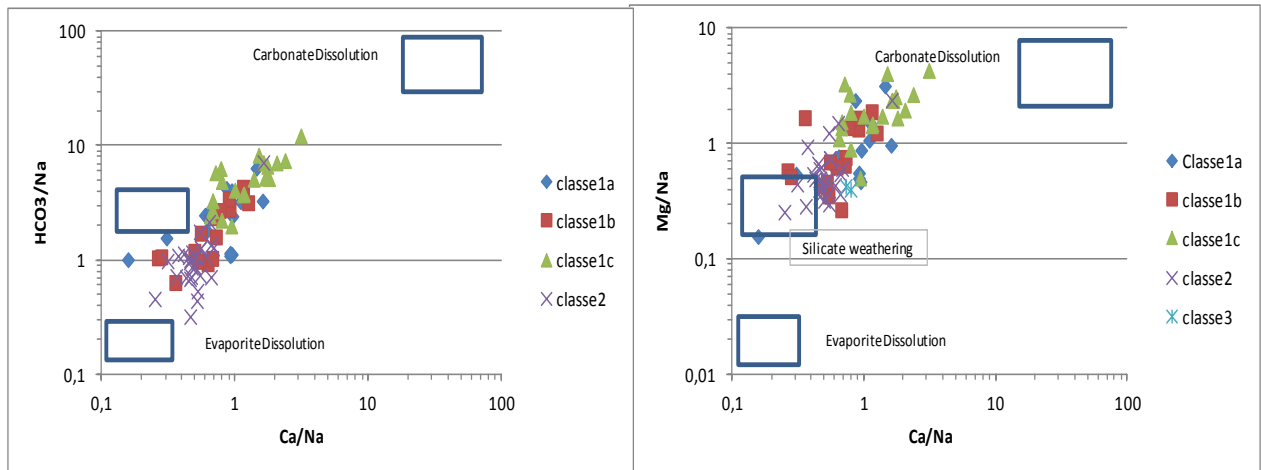 100
10
1
0,1
HCO3/Na
0,1
1
10
100
Ca/Na
CarbonateDissolution
EvaporiteDissolution
classe1a
classe1b
classe1c
classe2
10
1
0,1
0,01
Mg/Na
0,1
1
10
100
Ca/Na
CarbonateDissolution
Silicate weathering
EvaporiteDissolution
Classe1a
classe1b
classe1c
classe2
classe3